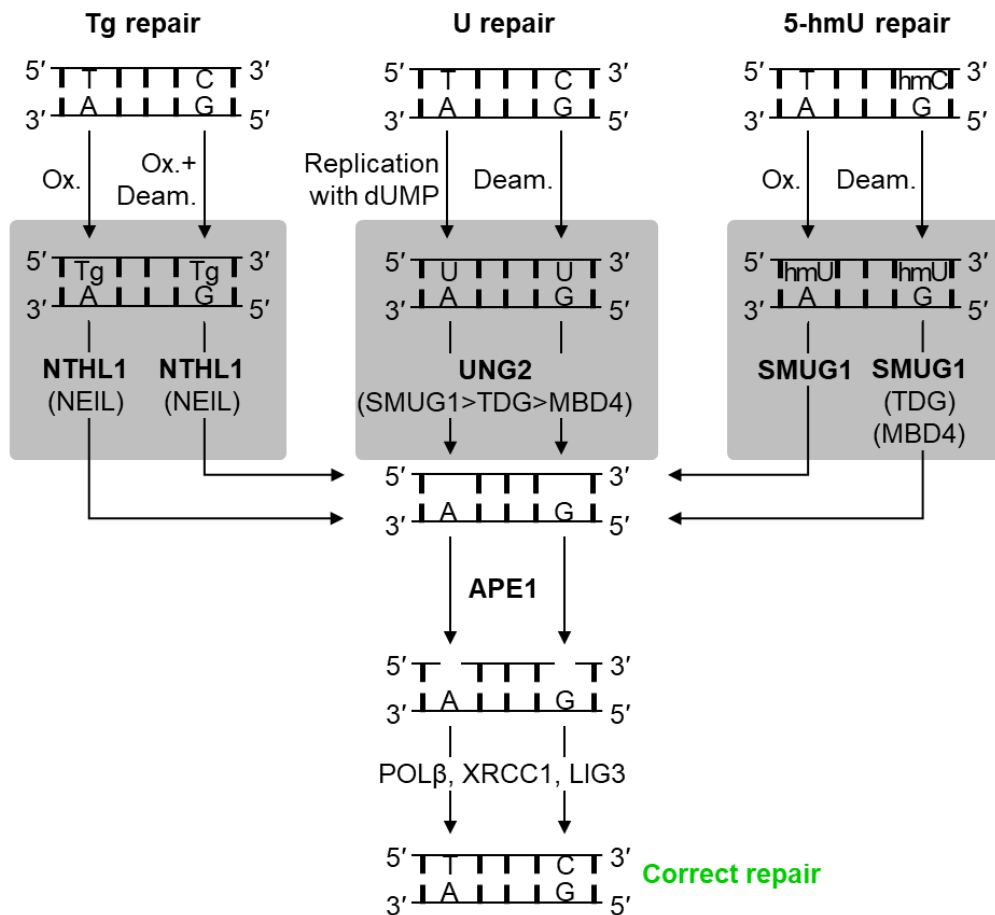 Tg repair
U repair
5-hmU repair
5′ T C 3′
3′ A G 5′
5′ T C 3′
3′ A G 5′
5′ T hmC 3′
3′ A G 5′
Ox.
Ox.+
Deam.
Replication
with dUMP
Deam.
Ox.
Deam.
5′ Tg Tg 3′
3′ A G 5′
5′ U U 3′
3′ A G 5′
5′ hmU hmU 3′
3′ A G 5′
NTHL1
(NEIL)
NTHL1
(NEIL)
UNG2
(SMUG1>TDG>MBD4)
SMUG1
SMUG1
(TDG)
(MBD4)
5′ 3′
3′ A G 5′
APE1
5′ 3′
3′ A G 5′
POLβ, XRCC1, LIG3
5′ T C 3′
3′ A G 5′
Correct repair